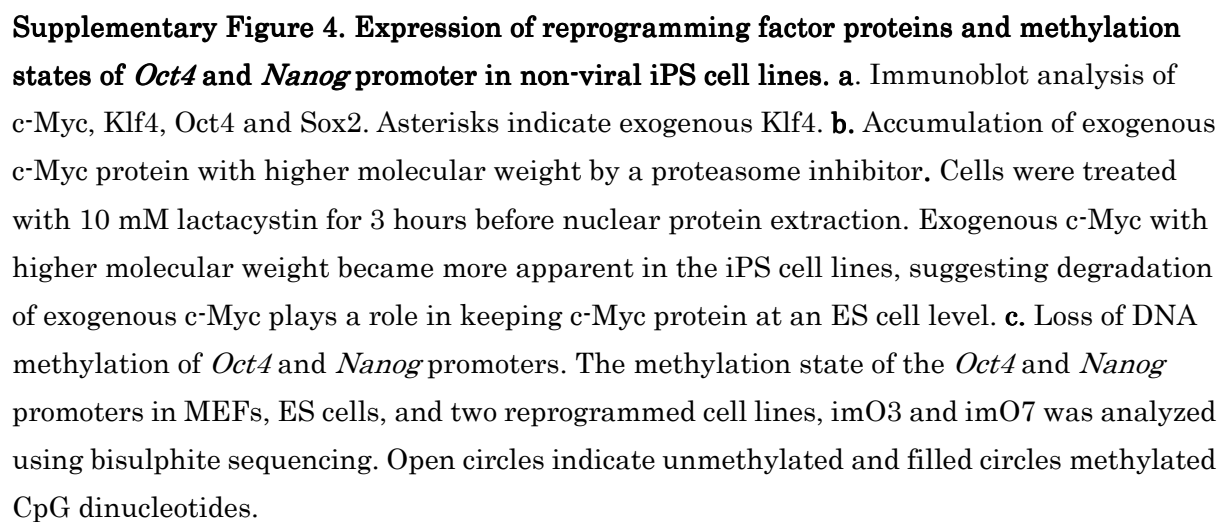 Supplementary Figure 4. Expression of reprogramming factor proteins and methylation
states of Oct4 and Nanog promoter in non-viral iPS cell lines. a. Immunoblot analysis of
c-Myc, Klf4, Oct4 and Sox2. Asterisks indicate exogenous Klf4. b. Accumulation of exogenous
c-Myc protein with higher molecular weight by a proteasome inhibitor. Cells were treated
with 10 mM lactacystin for 3 hours before nuclear protein extraction. Exogenous c-Myc with
higher molecular weight became more apparent in the iPS cell lines, suggesting degradation
of exogenous c-Myc plays a role in keeping c-Myc protein at an ES cell level. c. Loss of DNA
methylation of Oct4 and Nanog promoters. The methylation state of the Oct4 and Nanog
promoters in MEFs, ES cells, and two reprogrammed cell lines, imO3 and imO7 was analyzed
using bisulphite sequencing. Open circles indicate unmethylated and filled circles methylated
CpG dinucleotides.